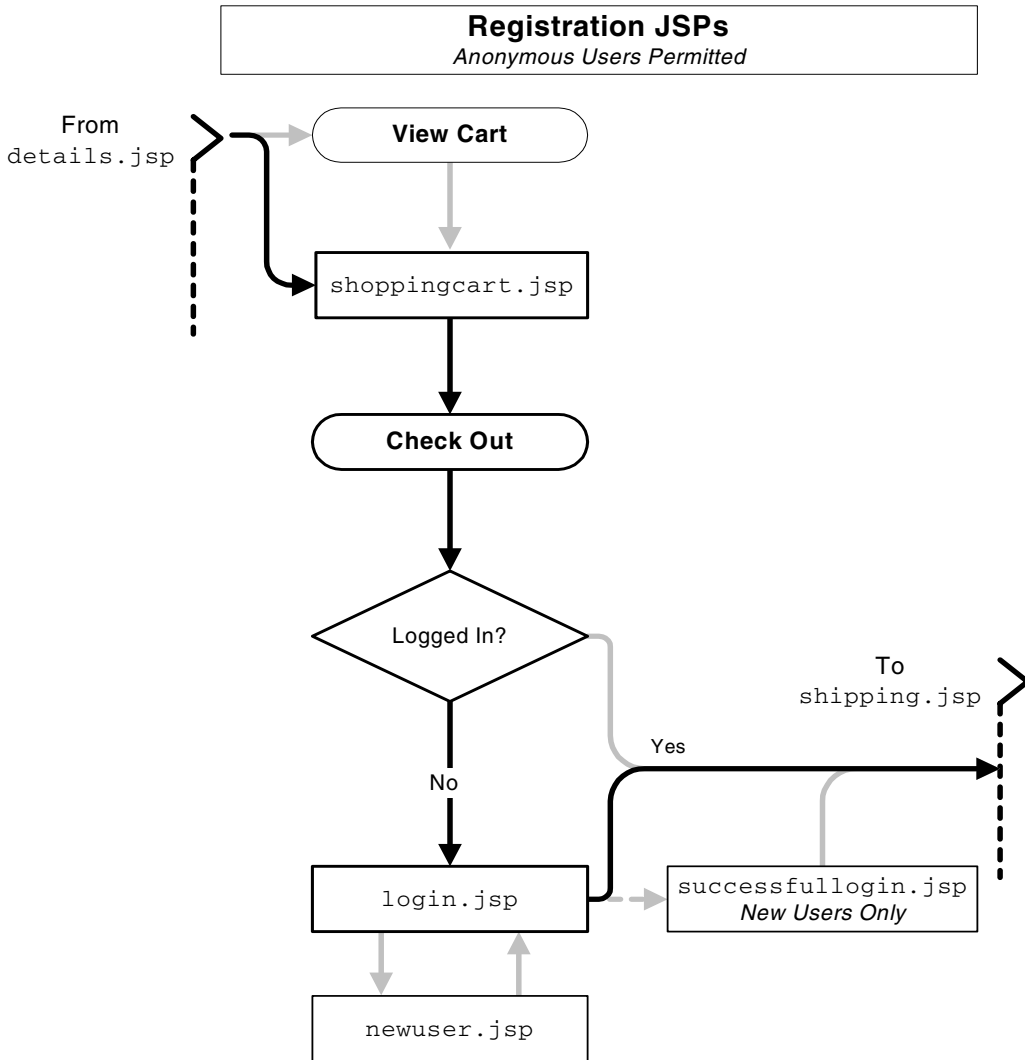 Registration JSPs
Anonymous Users Permitted
From
details.jsp
View Cart
shoppingcart.jsp
Check Out
Logged In?
To
shipping.jsp
Yes
No
login.jsp
successfullogin.jsp
New Users Only
newuser.jsp